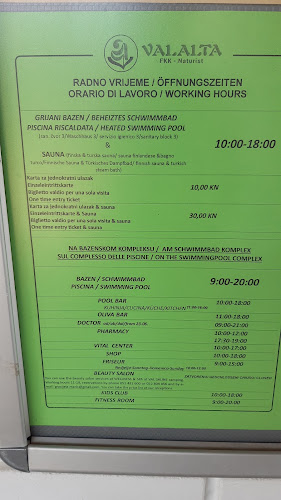 VALALTA
FKK - Naturist
RADNO VRIJEME / ÖFFNUNGSZEITEN
ORARIO DI LAVORO / WORKING HOURS
GRIJANI BAZEN / BEHEIZTES SCHWIMMBAD
PISCINA RISCALDATA / HEATED SWIMMING POOL
&
10:00-18:00
SAUNA
Karta za jednokratni ulazak
Einzeleintrittskarte
Biglietto valido per una sola visita
One time entry ticket
10,00 KN
Karta za jednokratni ulazak & sauna
Einzeleintrittskarte & Sauna
Biglietto valido per una sola visita & sauna
One time entry ticket & sauna
30,00 KN
NA BAZENSKOM KOMPLEKSU / AM SCHWIMMBAD KOMPLEX
SUL COMPLESSO DELLE PISCINE / ON THE SWIMMINGPOOL COMPLEX
BAZEN / SCHWIMMBAD
PISCINA / SWIMMING POOL
9:00-20:00
POOL BAR 10:00-18:00
OLIVA BAR 11:00-18:00
DOCTOR 09:00-21:00
PHARMACY 10:00-12:00
17:30-19:00
VITAL CENTER 10:00-17:00
SHOP 10:00-18:00
FRISEUR 9:00-15:00
BEAUTY SALON
KIDS CLUB 10:00-18:00
FITNESS ROOM 9:00-20:00